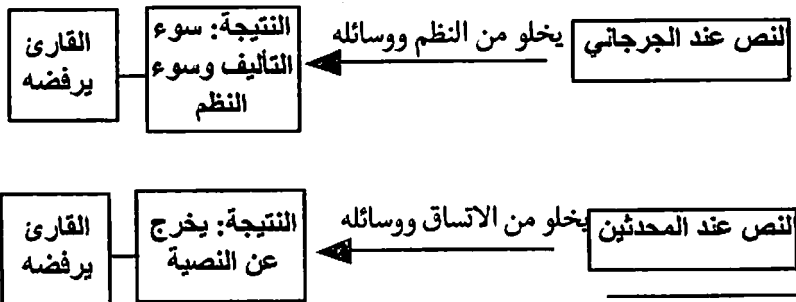 النص عند الجرجاني
يخلو من النظم ووسائله
النتيجة: سوء
التأليف وسوء
النظم
القارئ
يرفضه
النص عند المحدثين
يخلو من الاتساق ووسائله
النتيجة: يخرج
عن النصية
القارئ
يرفضه